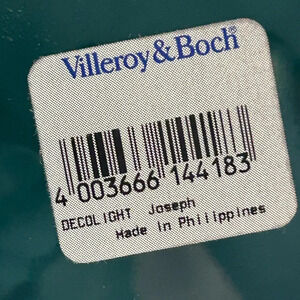 Villeroy & Boch®
4 003666 144183
DECOLIGHT Joseph
Made in Philippines